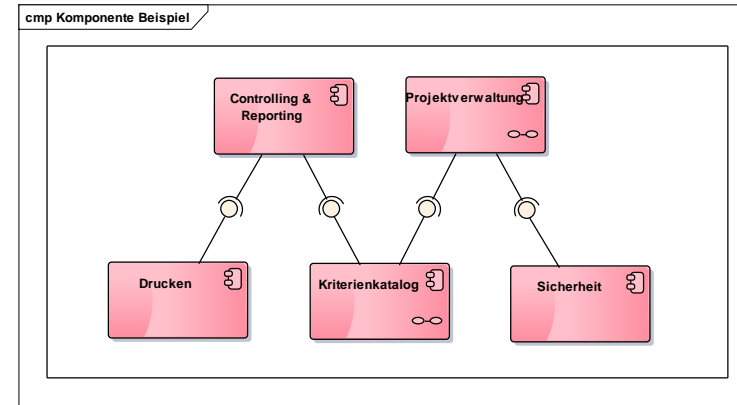 cmp Komponente Beispiel
Controlling &
Reporting
Projektverwaltung
Drucken
Kriterienkatalog
Sicherheit